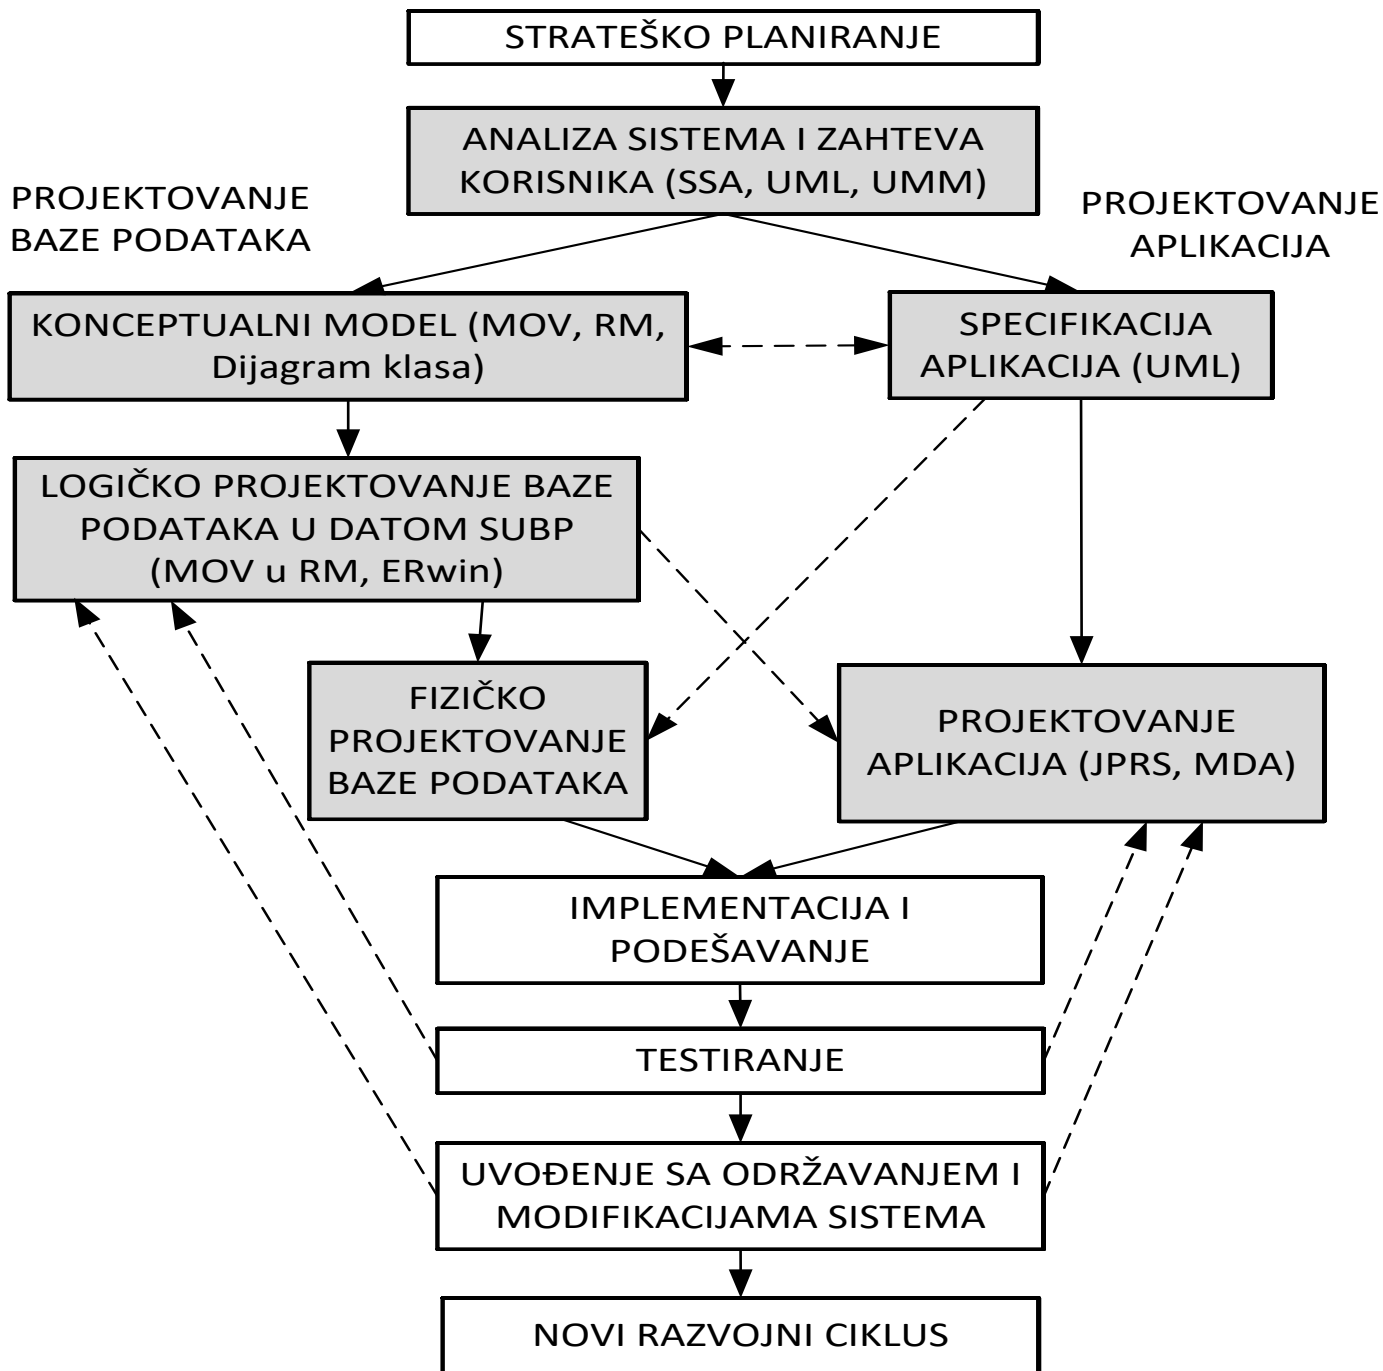 STRATEŠKO PLANIRANJE
ANALIZA SISTEMA I ZAHTEVA
KORISNIKA (SSA, UML, UMM)
PROJEKTOVANJE
BAZE PODATAKA
PROJEKTOVANJE
APLIKACIJA
KONCEPTUALNI MODEL (MOV, RM,
Dijagram klasa)
SPECIFIKACIJA
APLIKACIJA (UML)
LOGIČKO PROJEKTOVANJE BAZE
PODATAKA U DATOM SUBP
(MOV u RM, ERwin)
FIZIČKO
PROJEKTOVANJE
BAZE PODATAKA
PROJEKTOVANJE
APLIKACIJA (JPRS, MDA)
IMPLEMENTACIJA I
PODEŠAVANJE
TESTIRANJE
UVOĐENJE SA ODRŽAVANJEM I
MODIFIKACIJAMA SISTEMA
NOVI RAZVOJNI CIKLUS